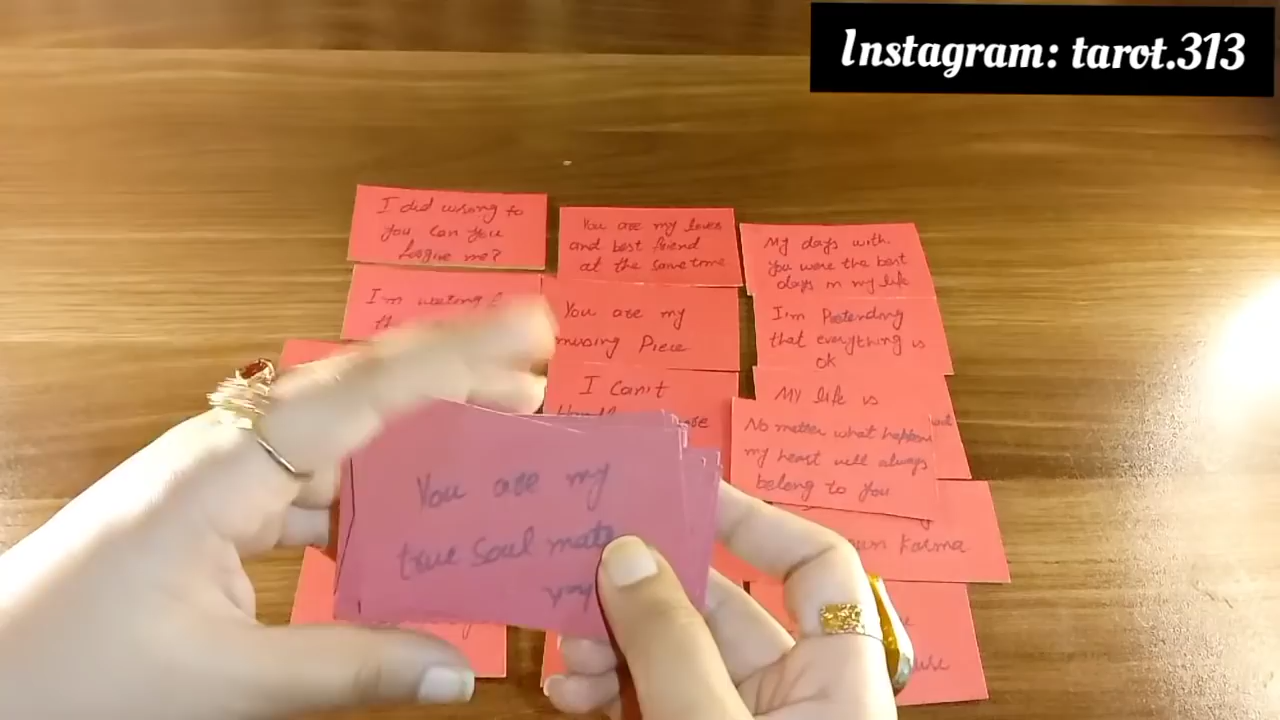 Instagram: tarot.313
I did wrong to
you can you
forgive me?
You are my lover
and best friend
at the same time
My days with
you were the best
days in my life
I'm waiting
You are my
missing Piece
I'm Pretending
that everything is
ok
I Can't
My life is
No matter what happens
my heart will always
belong to you
Karma
You are my
true soul mate